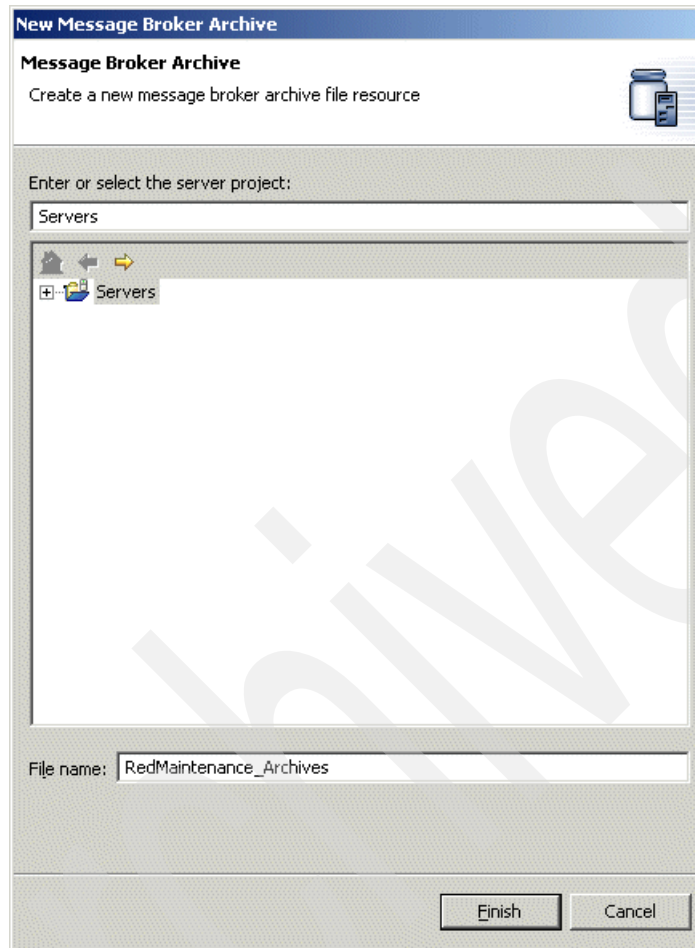 New Message Broker Archive
Message Broker Archive
Create a new message broker archive file resource
Enter or select the server project:
Servers
Servers
File name: RedMaintenance_Archives
Finish Cancel